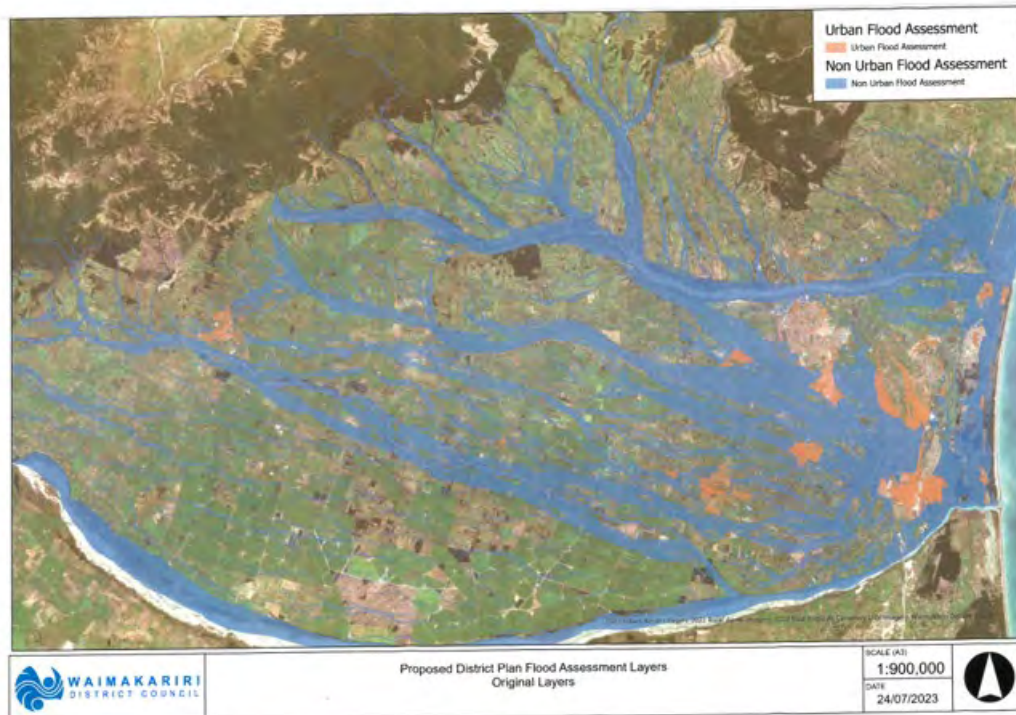 Urban Flood Assessment
Urban Flood Assessment
Non Urban Flood Assessment
Non Urban Flood Assessment
WAIMAKARIRI
DISTRICT COUNCIL
Proposed District Plan Flood Assessment Layers
Original Layers
SCALE (A3)
1:900,000
DATE
24/07/2023